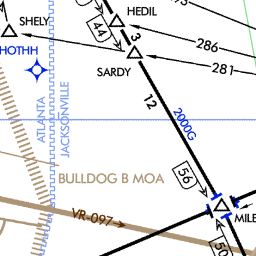 HEDIL
SHELY
44
3
286
HOTHH
SARDY
281
12
2000G
ATLANTA
JACKSONVILLE
BULLDOG B MOA
56
VR-097
MILE
50